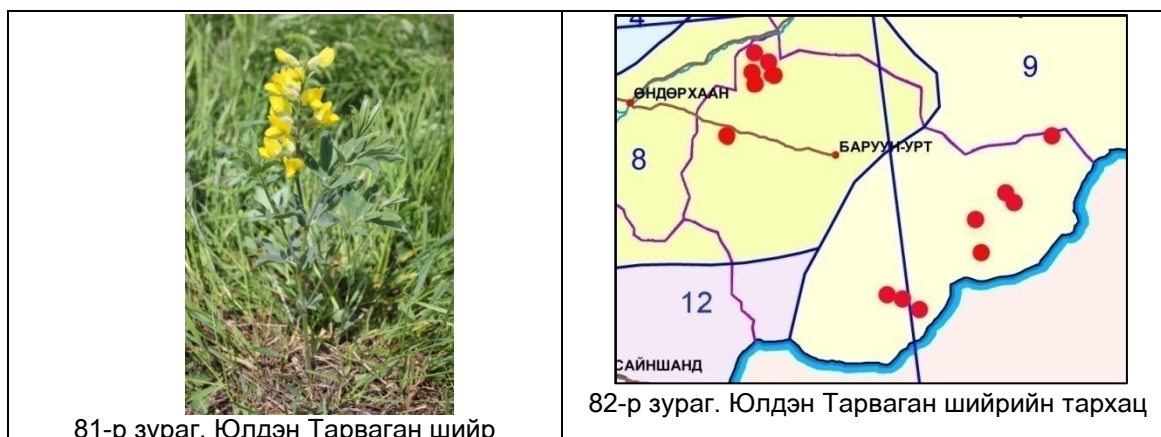 4
9
ӨНДӨРХААН
БАРУУН-УРТ
8
12
САЙНШАНД
82-р зураг. Юлдэн Тарваган шийрийн тархац
81-р зураг. Юлдэн Тарваган шийр